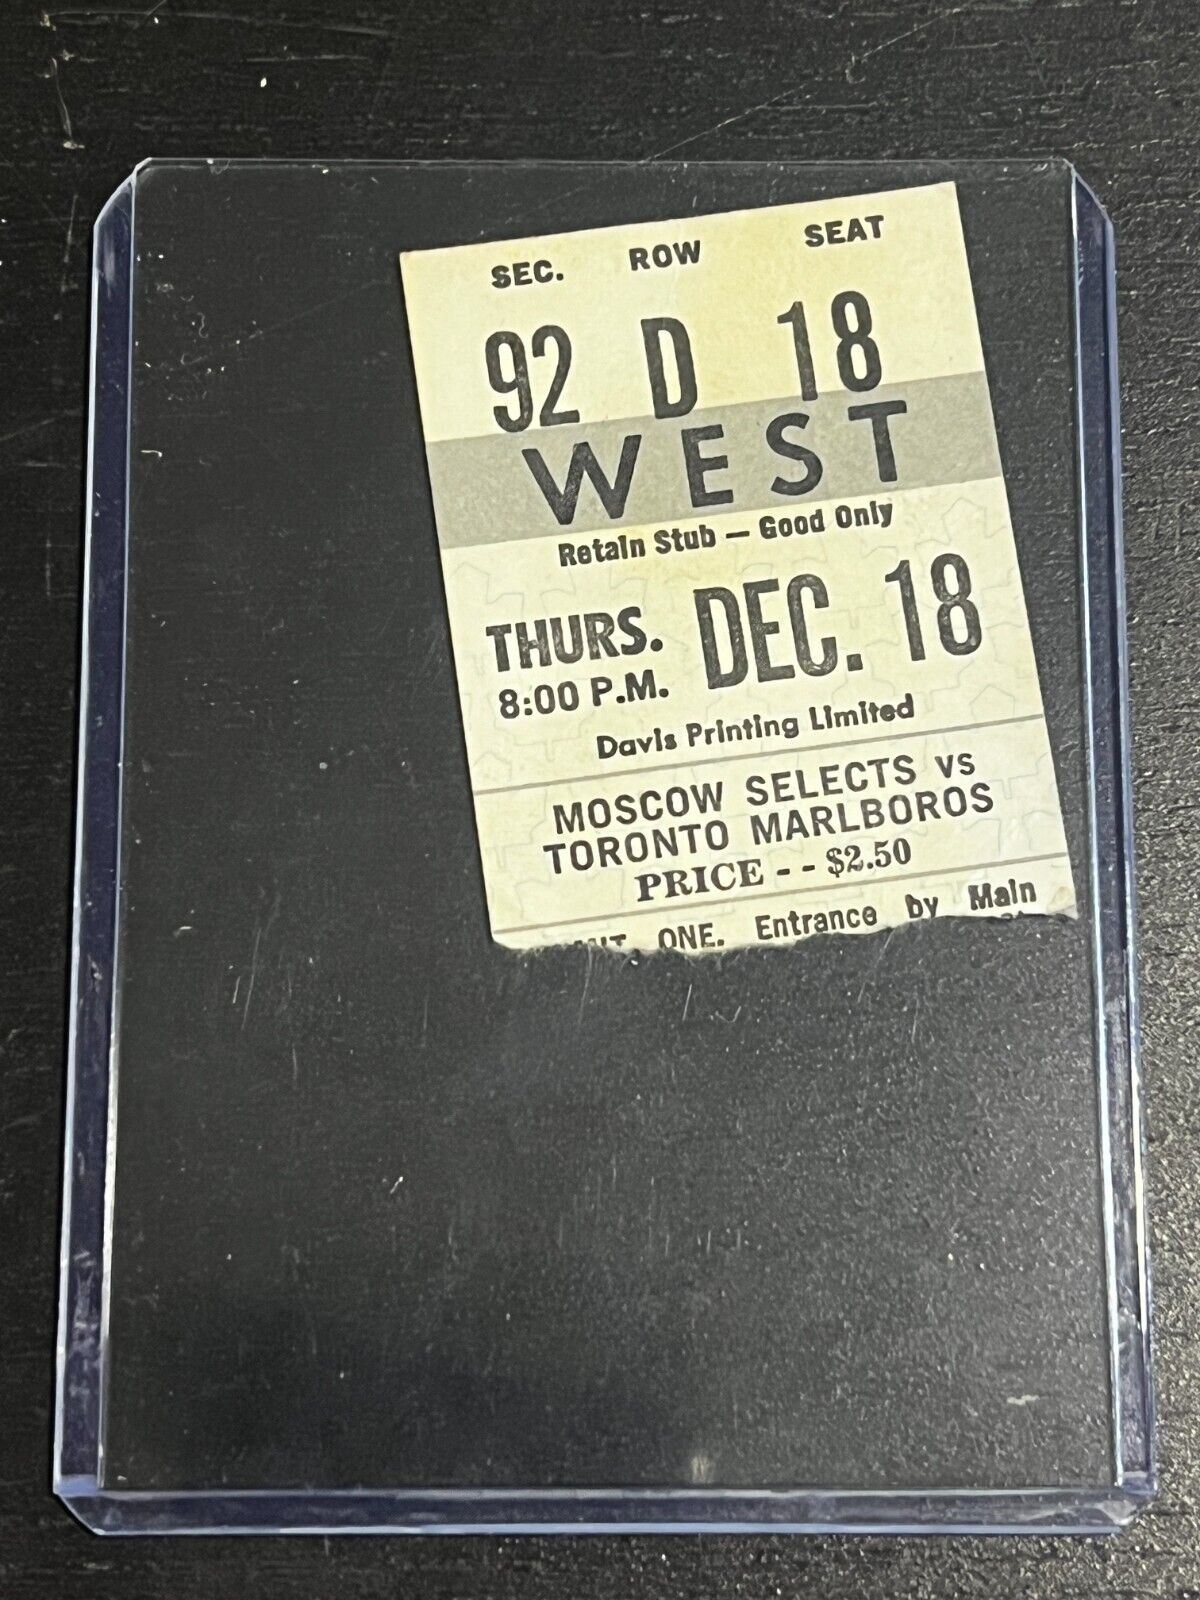 SEC. ROW SEAT
92 D 18
WEST
Retain Stub — Good Only
THURS. DEC. 18
8:00 P.M.
Davis Printing Limited
MOSCOW SELECTS VS
TORONTO MARLBOROS
PRICE - - $2.50
ONE. Entrance by Main